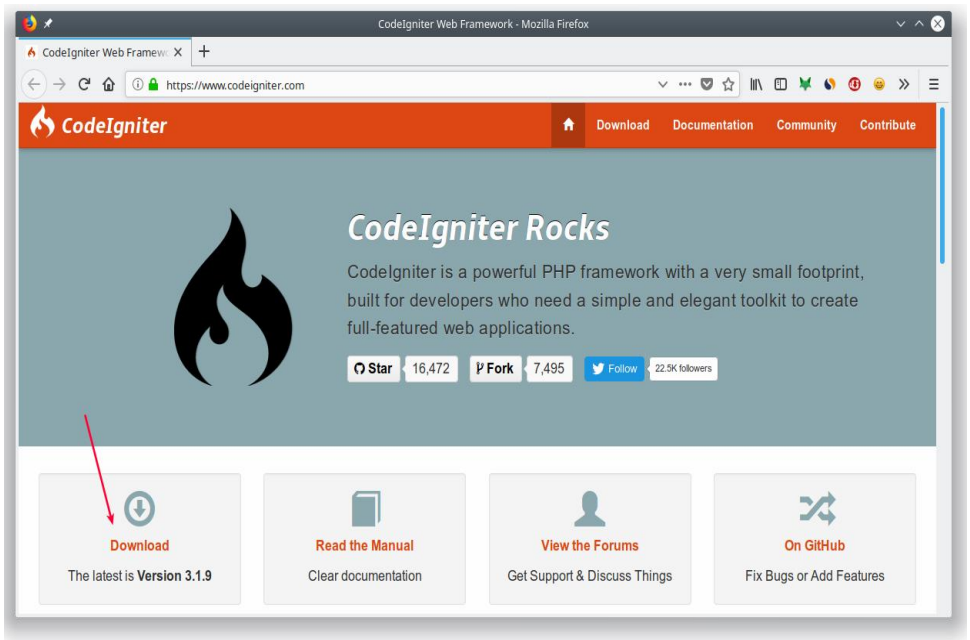 CodeIgniter Web Framework - Mozilla Firefox
CodeIgniter Web Framewo
https://www.codeigniter.com
CodeIgniter
Download Documentation Community Contribute
CodeIgniter Rocks
CodeIgniter is a powerful PHP framework with a very small footprint,
built for developers who need a simple and elegant toolkit to create
full-featured web applications.
Star 16,472 Fork 7,495 Follow 22.5K followers
Download Read the Manual View the Forums On GitHub
The latest is Version 3.1.9 Clear documentation Get Support & Discuss Things Fix Bugs or Add Features